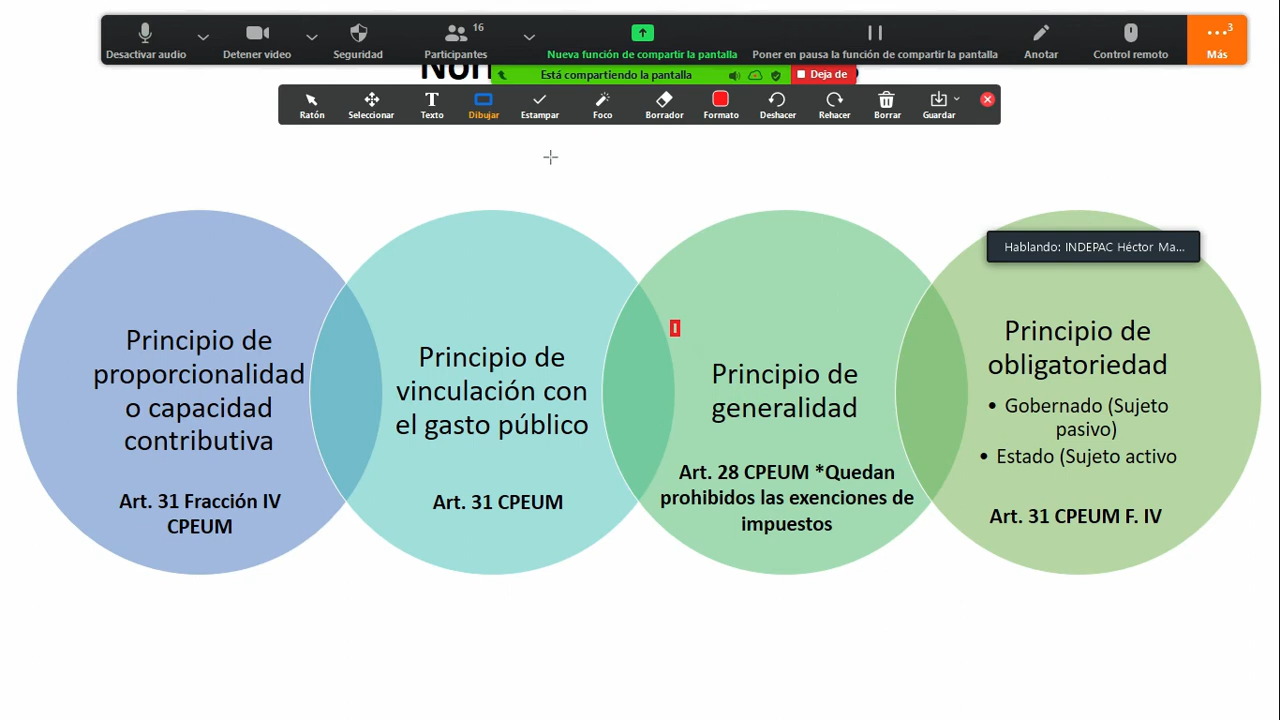 16
3
Desactivar audio
Detener video
Seguridad
Participantes
Nueva función de compartir la pantalla
Poner en pausa la función de compartir la pantalla
Anotar
Control remoto
Más
Está compartiendo la pantalla
Deja de
Ratón
Seleccionar
Texto
Dibujar
Estampar
Foco
Borrador
Formato
Deshacer
Rehacer
Borrar
Guardar
Hablando: INDEPAC Héctor Ma...
Principio de
proporcionalidad
o capacidad
contributiva
Art. 31 Fracción IV
CPEUM
Principio de
vinculación con
el gasto público
Art. 31 CPEUM
Principio de
generalidad
Art. 28 CPEUM *Quedan
prohibidos las exenciones de
impuestos
Principio de
obligatoriedad
• Gobernado (Sujeto
pasivo)
• Estado (Sujeto activo
Art. 31 CPEUM F. IV